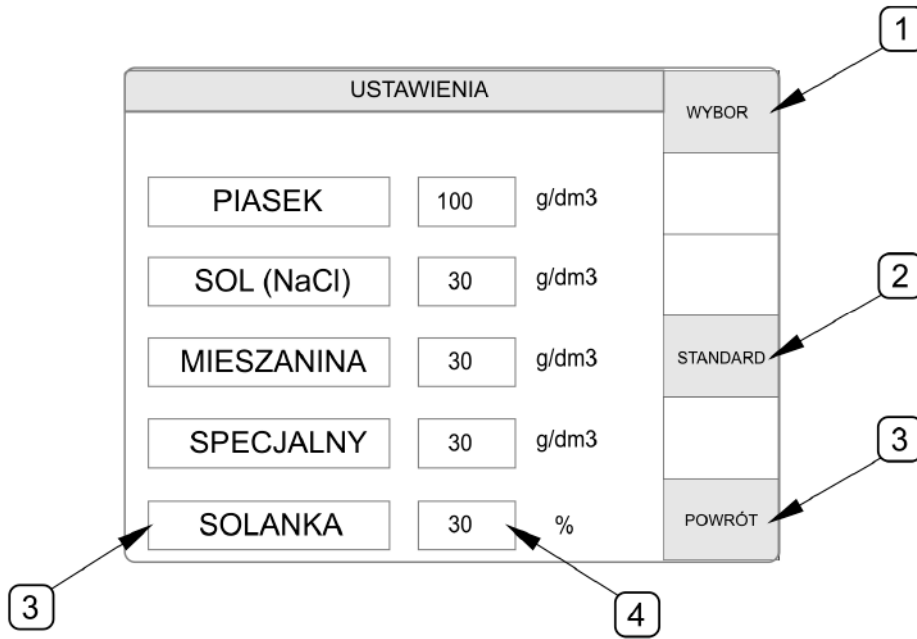 1
USTAWIENIA
WYBOR
PIASEK 100 g/dm3
SOL (NaCl) 30 g/dm3
2
MIESZANINA 30 g/dm3
STANDARD
SPECJALNY 30 g/dm3
3
SOLANKA 30 %
POWRÓT
3
4